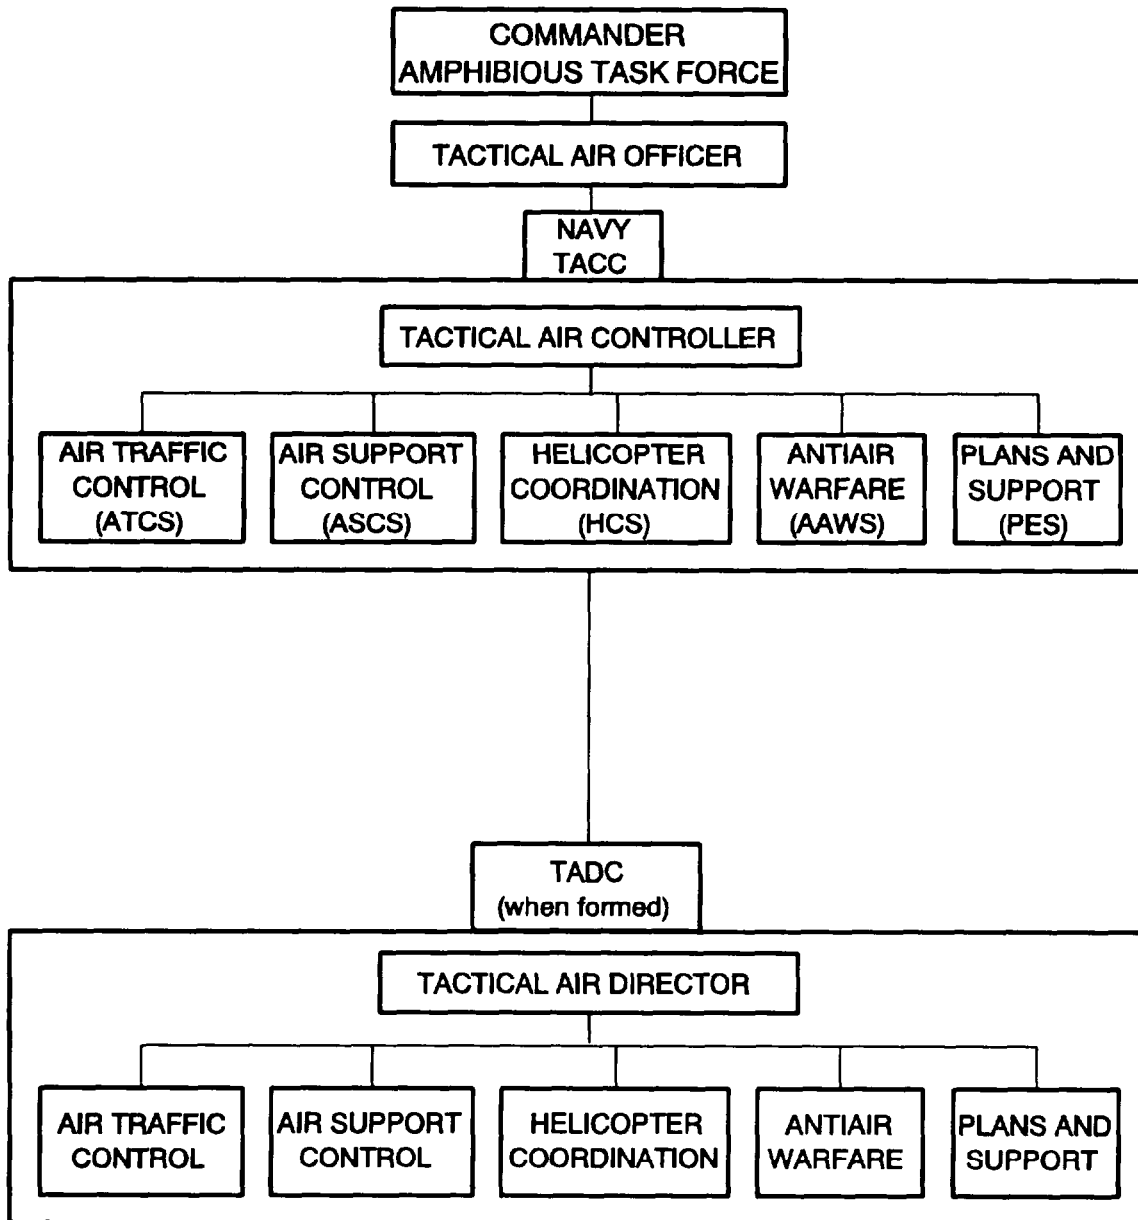 COMMANDER
AMPHIBIOUS TASK FORCE
TACTICAL AIR OFFICER
NAVY
TACC
TACTICAL AIR CONTROLLER
AIR TRAFFIC
CONTROL
(ATCS)
AIR SUPPORT
CONTROL
(ASCS)
HELICOPTER
COORDINATION
(HCS)
ANTIAIR
WARFARE
(AAWS)
PLANS AND
SUPPORT
(PES)
TADC
(when formed)
TACTICAL AIR DIRECTOR
AIR TRAFFIC
CONTROL
AIR SUPPORT
CONTROL
HELICOPTER
COORDINATION
ANTIAIR
WARFARE
PLANS AND
SUPPORT